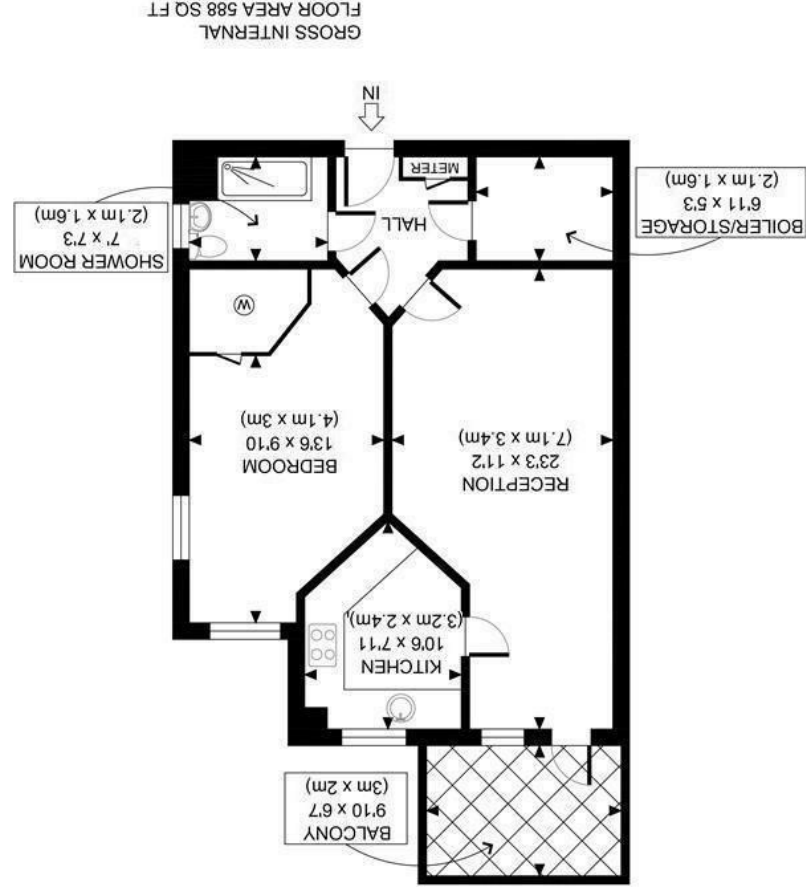 BALCONY
9'10 x 6'7
(3m x 2m)
KITCHEN
10'6 x 7'11
(3.2m x 2.4m)
RECEPTION
23'3 x 11'2
(7.1m x 3.4m)
BEDROOM
13'6 x 9'10
(4.1m x 3m)
W
SHOWER ROOM
7' x 7'3
(2.1m x 1.6m)
BOILER/STORAGE
6'11 x 5'3
(2.1m x 1.6m)
HALL
METER
IN
GROSS INTERNAL
FLOOR AREA 588 SQ FT